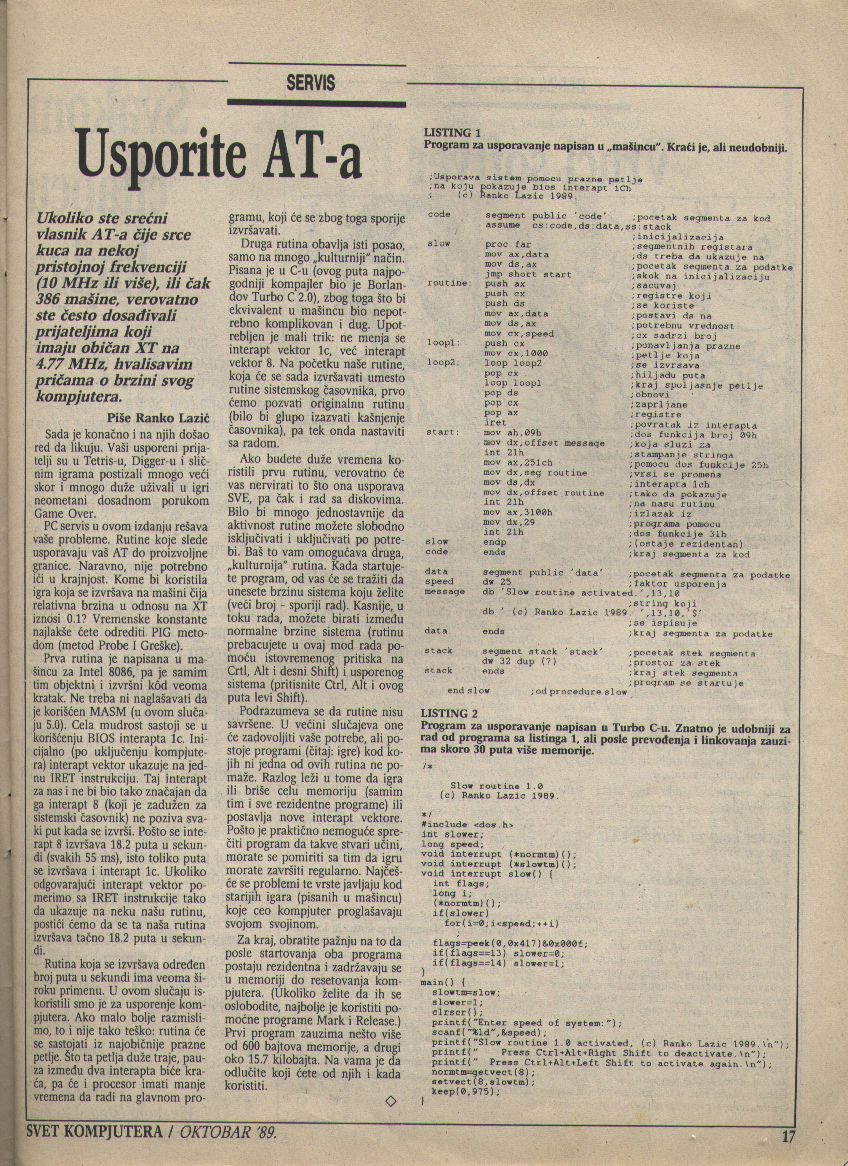 SERVIS
Usporite AT-a
Ukoliko ste srećni
vlasnik AT-a čije srce
kuca na nekoj
pristojnoj frekvenciji
(10 MHz ili više), ili čak
386 mašine, verovatno
ste često dosađivali
prijateljima koji
imaju običan XT na
4.77 MHz, hvalisavim
pričama o brzini svog
kompjutera.
Piše Ranko Lazić
Sada je konačno i na njih došao
red da likuju. Vaši usporeni prija-
telji su u Tetris-u, Digger-u i slič-
nim igrama postizali mnogo veći
skor i mnogo duže uživali u igri
neometani dosadnom porukom
Game Over.
PC servis u ovom izdanju rešava
vaše probleme. Rutine koje slede
usporavaju vaš AT do proizvoljne
granice. Naravno, nije potrebno
ići u krajnost. Kome bi koristila
igra koja se izvršava na mašini čija
relativna brzina u odnosu na XT
iznosi 0.1? Vremenske konstante
najlakše ćete odrediti PIG meto-
dom (metod Probe I Greške).
Prva rutina je napisana u ma-
šincu za Intel 8086, pa je samim
tim objektni i izvršni kôd veoma
kratak. Ne treba ni naglašavati da
je korišćen MASM (u ovom sluča-
ju 5.0). Cela mudrost sastoji se u
korišćenju BIOS interapta 1c. Ini-
cijalno (po uključenju kompjute-
ra) interapt vektor ukazuje na jed-
nu IRET instrukciju. Taj interapt
za nas i ne bi bio tako značajan da
ga interapt 8 (koji je zadužen za
sistemski časovnik) ne poziva sva-
ki put kada se izvrši. Pošto se inte-
rapt 8 izvršava 18.2 puta u sekun-
di (svakih 55 ms), isto toliko puta
se izvršava i interapt 1c. Ukoliko
odgovarajući interapt vektor po-
merimo sa IRET instrukcije tako
da ukazuje na neku našu rutinu,
postići ćemo da se ta naša rutina
izvršava tačno 18.2 puta u sekun-
di.
Rutina koja se izvršava određen
broj puta u sekundi ima veoma ši-
roku primenu. U ovom slučaju is-
koristili smo je za usporenje kom-
pjutera. Ako malo bolje razmisli-
mo, to i nije tako teško: rutina će
se sastojati iz najobičnije prazne
petlje. Što ta petlja duže traje, pau-
za između dva interapta biće kra-
ća, pa će i procesor imati manje
vremena da radi na glavnom pro-
gramu, koji će se zbog toga sporije
izvršavati.
Druga rutina obavlja isti posao,
samo na mnogo „kulturniji“ način.
Pisana je u C-u (ovog puta najpo-
godniji kompajler bio je Borlan-
dov Turbo C 2.0), zbog toga što bi
ekvivalent u mašincu bio nepot-
rebno komplikovan i dug. Upot-
rebljen je mali trik: ne menja se
interapt vektor 1c, već interapt
vektor 8. Na početku naše rutine,
koja će se sada izvršavati umesto
rutine sistemskog časovnika, prvo
ćemo pozvati originalnu rutinu
(bilo bi glupo izazvati kašnjenje
časovnika), pa tek onda nastaviti
sa radom.
Ako budete duže vremena ko-
ristili prvu rutinu, verovatno će
vas nervirati to što ona usporava
SVE, pa čak i rad sa diskovima.
Bilo bi mnogo jednostavnije da
aktivnost rutine možete slobodno
isključivati i uključivati po potre-
bi. Baš to vam omogućava druga,
„kulturnija“ rutina. Kada startuje-
te program, od vas će se tražiti da
unesete brzinu sistema koju želite
(veći broj - sporiji rad). Kasnije, u
toku rada, možete birati između
normalne brzine sistema (rutinu
prebacujete u ovaj mod rada po-
moću istovremenog pritiska na
Crtl, Alt i desni Shift) i usporenog
sistema (pritisnite Ctrl, Alt i ovog
puta levi Shift).
Podrazumeva se da rutine nisu
savršene. U većini slučajeva one
će zadovoljiti vaše potrebe, ali po-
stoje programi (čitaj: igre) kod ko-
jih ni jedna od ovih rutina ne po-
maže. Razlog leži u tome da igra
ili briše celu memoriju (samim
tim i sve rezidentne programe) ili
postavlja nove interapt vektore.
Pošto je praktično nemoguće spre-
čiti program da takve stvari učini,
morate se pomiriti sa tim da igru
morate završiti regularno. Najčeš-
će se problemi te vrste javljaju kod
starijih igara (pisanih u mašincu)
koje ceo kompjuter proglašavaju
svojom svojinom.
Za kraj, obratite pažnju na to da
posle startovanja oba programa
postaju rezidentna i zadržavaju se
u memoriji do resetovanja kom-
pjutera. (Ukoliko želite da ih se
oslobodite, najbolje je koristiti po-
moćne programe Mark i Release.)
Prvi program zauzima nešto više
od 600 bajtova memorije, a drugi
oko 15.7 kilobajta. Na vama je da
odlučite koji ćete od njih i kada
koristiti.
LISTING 1
Program za usporavanje napisan u „mašincu“. Kraći je, ali neudobniji.
;Usporava sistem pomocu prazne petlje
;na koju pokazuje bios interapt 1Ch
; (c) Ranko Lazic 1989.
code segment public 'code' ;pocetak segmenta za kod
assume cs:code,ds:data,ss:stack
;inicijalizacija
slow proc far ;segmentnih registara
mov ax,data ;ds treba da ukazuje na
mov ds,ax ;pocetak segmenta za podatke
jmp short start ;skok na inicijalizaciju
routine: push ax ;sacuvaj
push cx ;registre koji
push ds ;se koriste
mov ax,data ;postavi ds na
mov ds,ax ;potrebnu vrednost
mov cx,speed ;cx sadrzi broj
loop1: push cx ;ponavljanja prazne
mov cx,1000 ;petlje koja
loop2: loop loop2 ;se izvrsava
pop cx ;hiljadu puta
loop loop1 ;kraj spoljasnje petlje
pop ds ;obnovi
pop cx ;zaprljane
pop ax ;registre
iret ;povratak iz interapta
start: mov ah,09h ;dos funkcija broj 09h
mov dx,offset message ;koja sluzi za
int 21h ;stampanje stringa
mov ax,251ch ;pomocu dos funkcije 25h
mov dx,seg routine ;vrsi se promena
mov ds,dx ;interapta 1ch
mov dx,offset routine ;tako da pokazuje
int 21h ;na nasu rutinu
mov ax,3100h ;izlazak iz
mov dx,29 ;programa pomocu
int 21h ;dos funkcije 31h
slow endp ;(ostaje rezidentan)
code ends ;kraj segmenta za kod
data segment public 'data' ;pocetak segmenta za podatke
speed dw 25 ;faktor usporenja
message db 'Slow routine activated.',13,10
;string koji
db ' (c) Ranko Lazic 1989. ',13,10,'$'
;se ispisuje
data ends ;kraj segmenta za podatke
stack segment stack 'stack' ;pocetak stek segmenta
dw 32 dup (?) ;prostor za stek
stack ends ;kraj stek segmenta
;program se startuje
end slow ;od procedure slow
LISTING 2
Program za usporavanje napisan u Turbo C-u. Znatno je udobniji za
rad od programa sa listinga 1, ali posle prevođenja i linkovanja zauzi-
ma skoro 30 puta više memorije.
/*
Slow routine 1.0
(c) Ranko Lazic 1989.
*/
#include <dos.h>
int slower;
long speed;
void interrupt (*normtm)();
void interrupt (*slowtm)();
void interrupt slow() {
int flags;
long i;
(*normtm)();
if(slower)
for(i=0;i<speed;++i)
;
flags=peek(0,0x417)&0x000f;
if(flags==13) slower=0;
if(flags==14) slower=1;
}
main() {
slowtm=slow;
slower=1;
clrscr();
printf("Enter speed of system:");
scanf("%ld",&speed);
printf("Slow routine 1.0 activated, (c) Ranko Lazic 1989.\n");
printf(" Press Ctrl+Alt+Right Shift to deactivate.\n");
printf(" Press Ctrl+Alt+Left Shift to activate again.\n");
normtm=getvect(8);
setvect(8,slowtm);
keep(0,975);
}
SVET KOMPJUTERA / OKTOBAR '89.
17